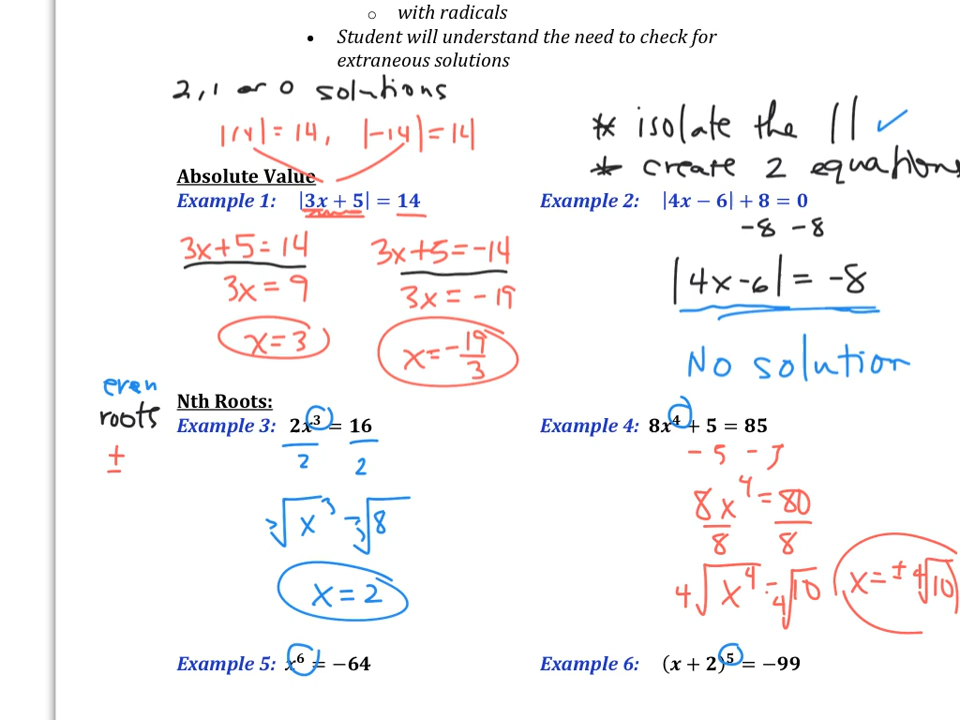 ○ with radicals
• Student will understand the need to check for
extraneous solutions
2, 1 or 0 solutions
|14| = 14, |-14| = 14
* isolate the | | ✓
* create 2 equations
Absolute Value
Example 1: |3x + 5| = 14
3x+5 = 14
3x = 9
x = 3
3x+5 = -14
3x = -19
x = -19/3
Example 2: |4x − 6| + 8 = 0
-8 -8
|4x-6| = -8
No solution
even
roots
±
Nth Roots:
Example 3: 2x³ = 16
2 2
∛x³ = ∛8
x = 2
Example 4: 8x⁴ + 5 = 85
- 5 - 5
8x⁴ = 80
8 8
∜x⁴ = ∜10
x = ± ∜10
Example 5: x⁶ = −64
Example 6: (x + 2)⁵ = −99